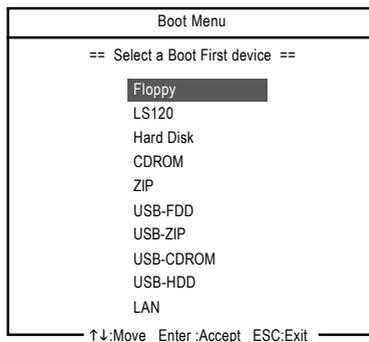 Boot Menu
== Select a Boot First device ==
Floppy
LS120
Hard Disk
CDROM
ZIP
USB-FDD
USB-ZIP
USB-CDROM
USB-HDD
LAN
↑↓:Move Enter :Accept ESC:Exit